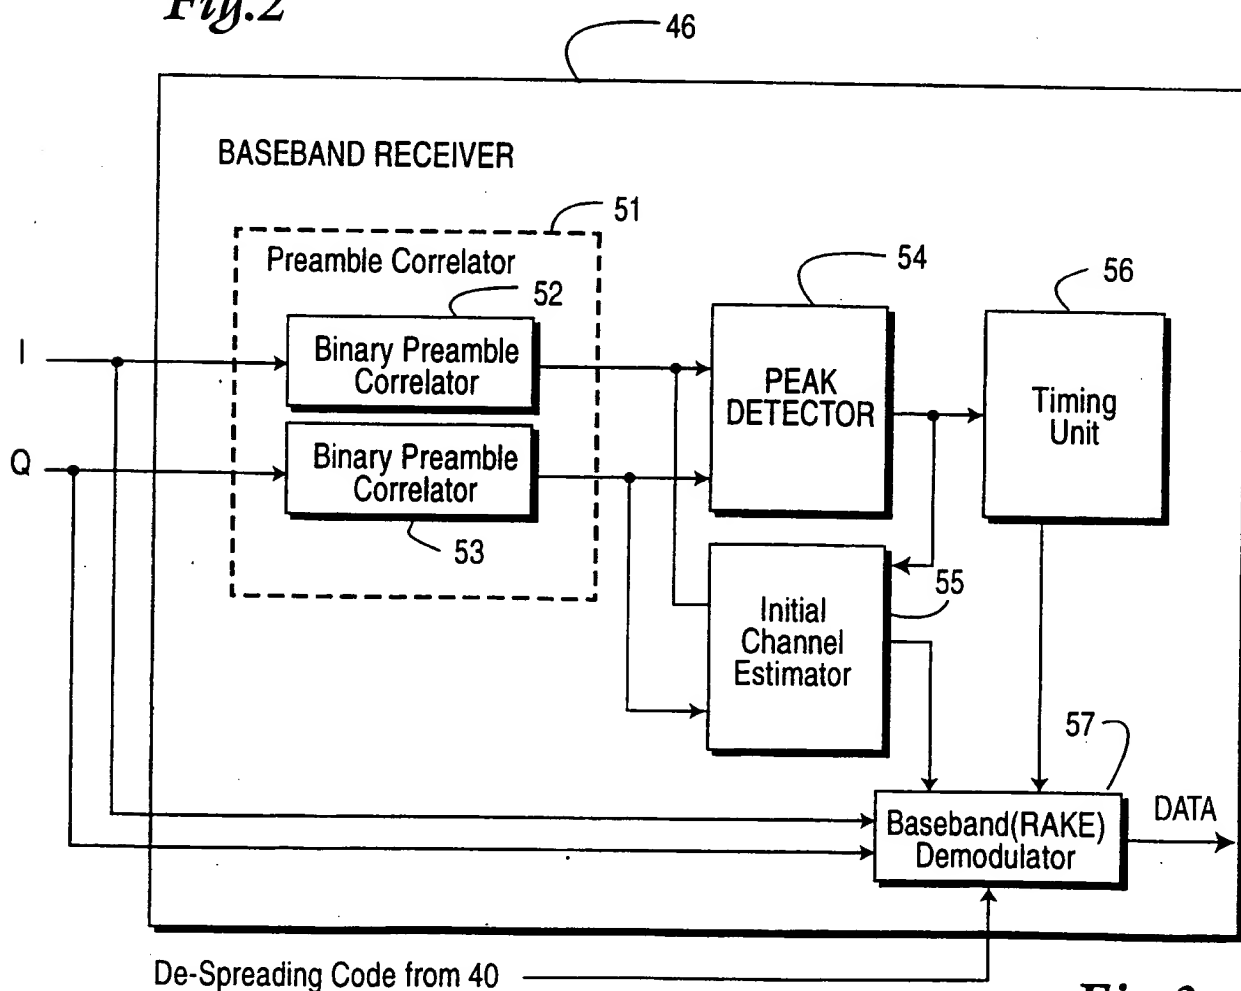 Fig.2
46
BASEBAND RECEIVER
51
Preamble Correlator
52
54
56
I
Binary Preamble
Correlator
PEAK
DETECTOR
Timing
Unit
Q
Binary Preamble
Correlator
53
55
Initial
Channel
Estimator
57
Baseband(RAKE)
Demodulator
DATA
De-Spreading Code from 40